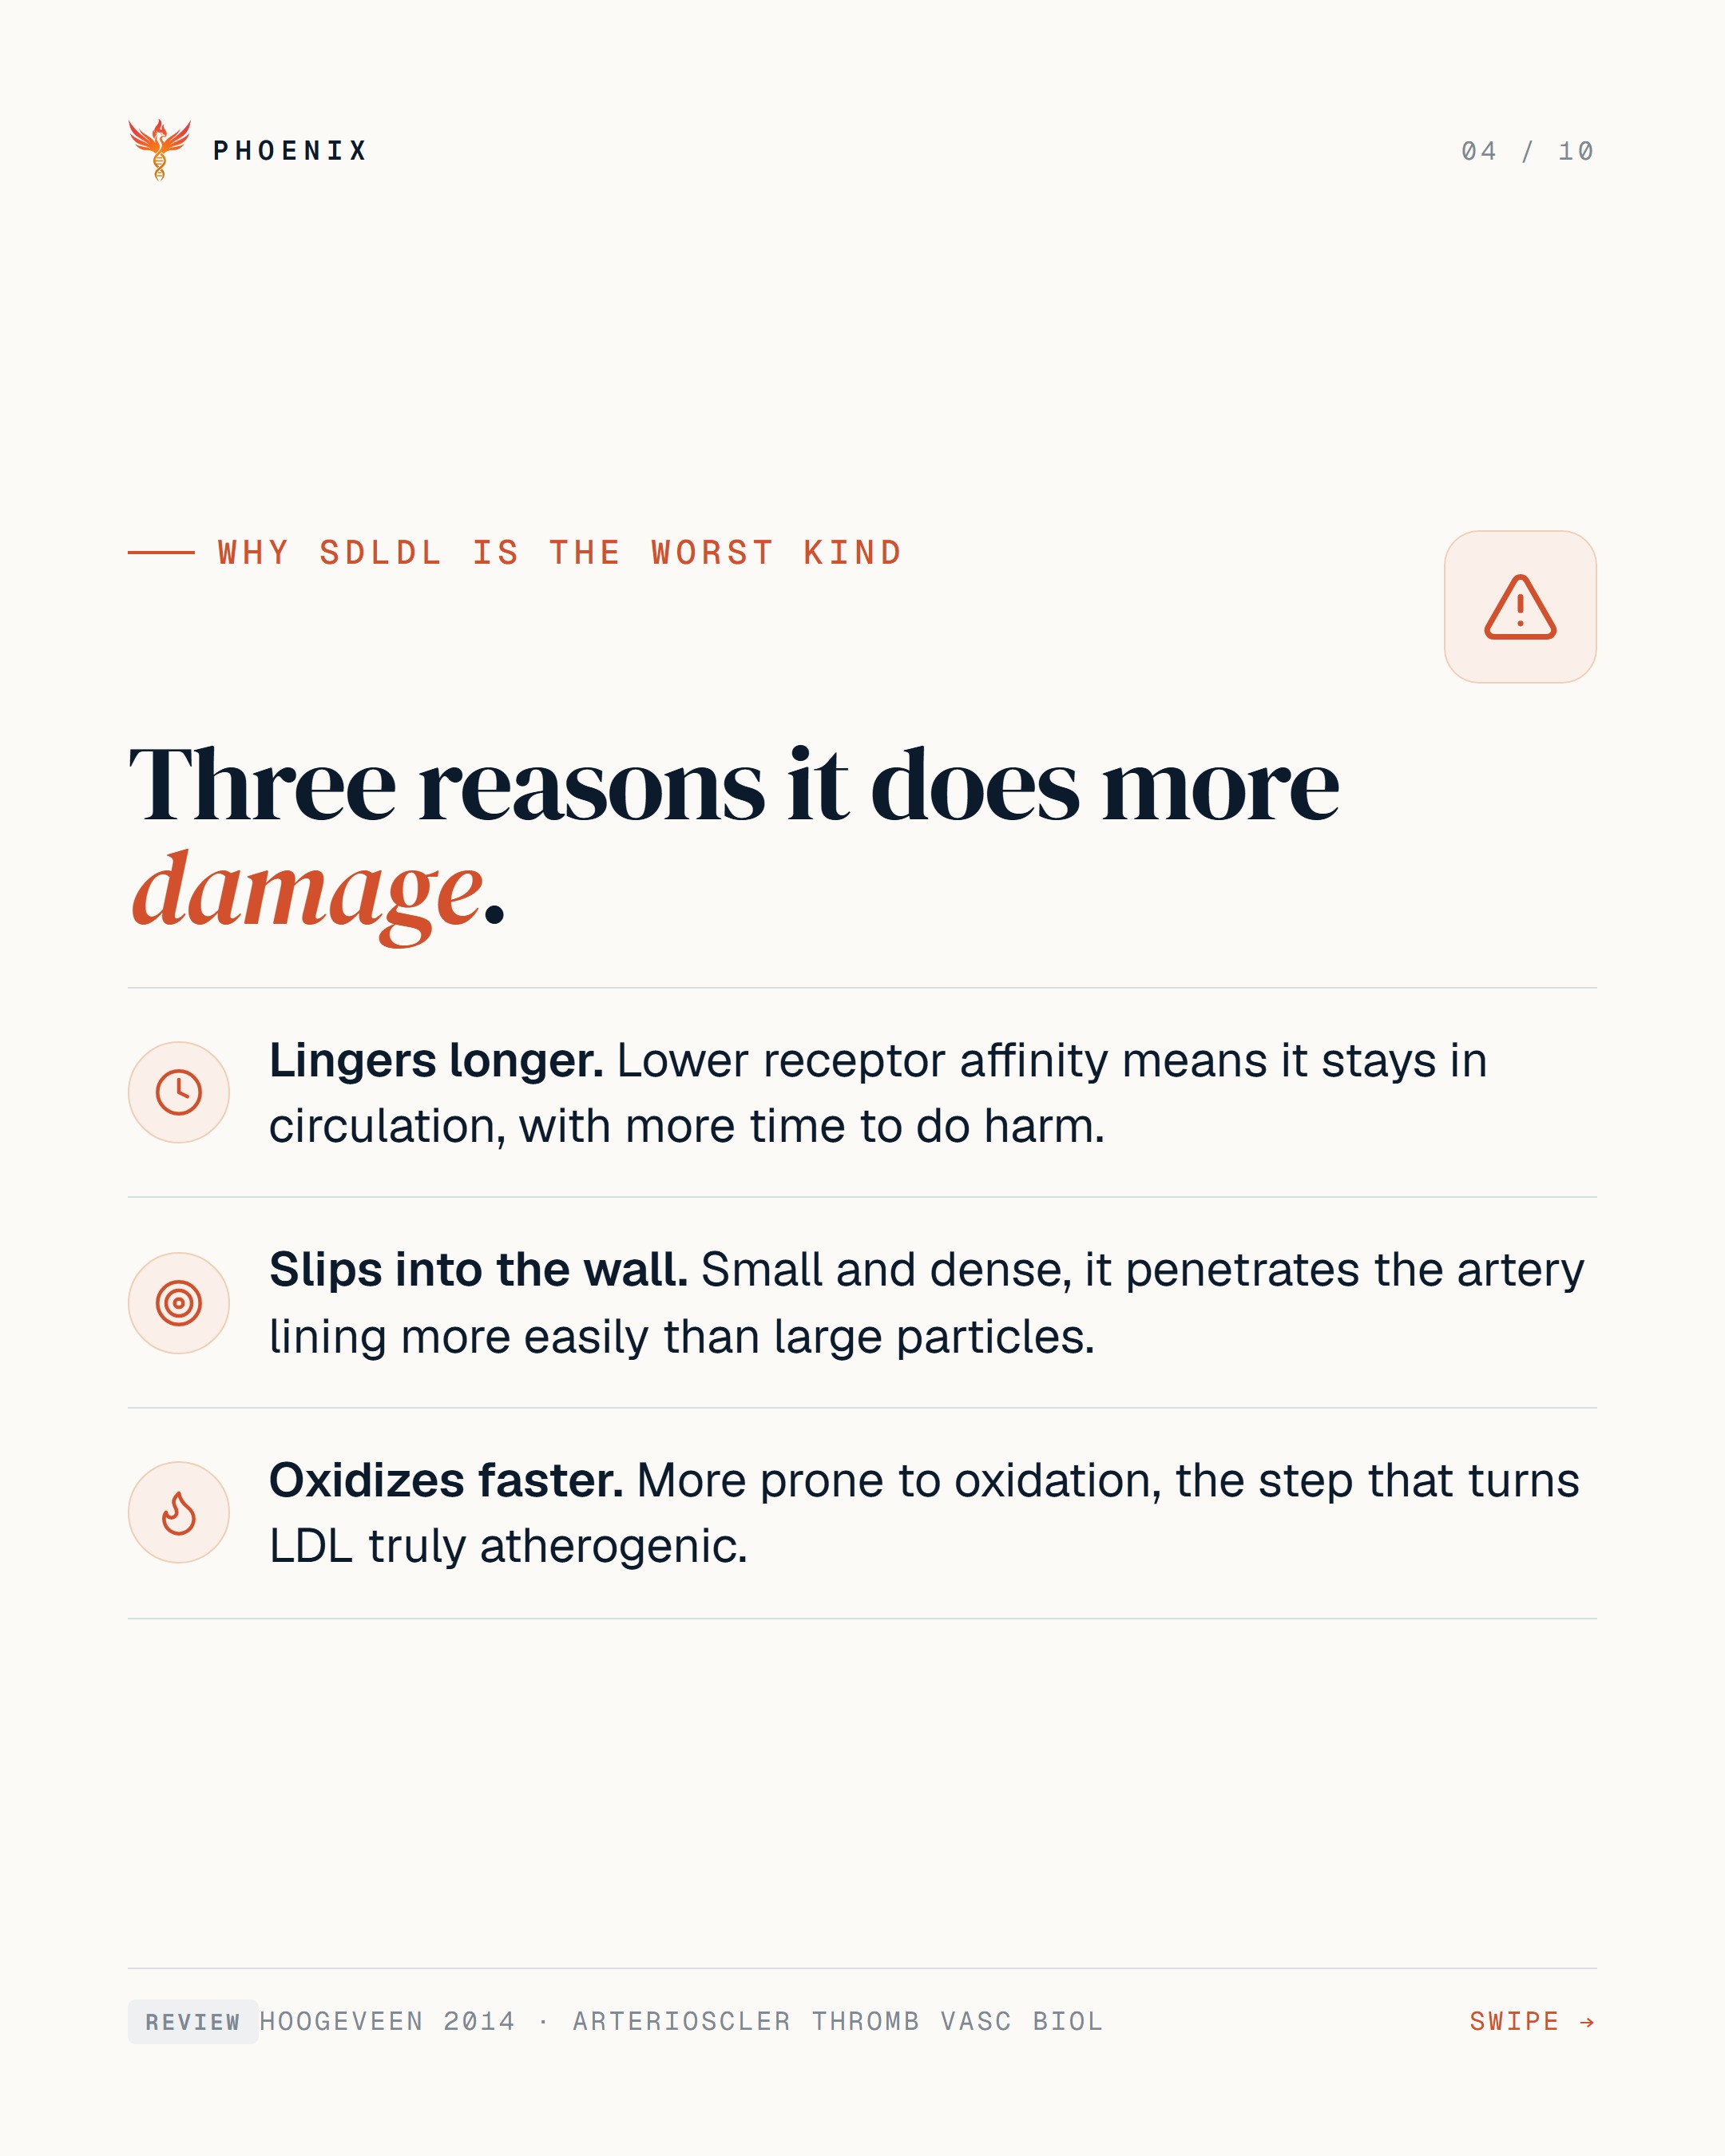 PHOENIX
04 / 10
WHY SDLDL IS THE WORST KIND
Three reasons it does more
damage.
Lingers longer. Lower receptor affinity means it stays in
circulation, with more time to do harm.
Slips into the wall. Small and dense, it penetrates the artery
lining more easily than large particles.
Oxidizes faster. More prone to oxidation, the step that turns
LDL truly atherogenic.
REVIEW HOOGEVEEN 2014 · ARTERIOSCLER THROMB VASC BIOL
SWIPE →